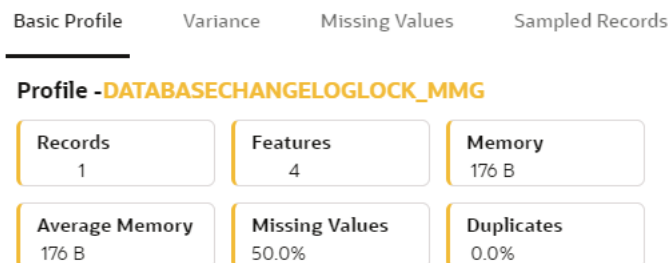 Basic Profile Variance Missing Values Sampled Records
Profile -DATABASECHANGELOGLOCK_MMG
Records Features Memory
1 4 176 B
Average Memory Missing Values Duplicates
176 B 50.0% 0.0%